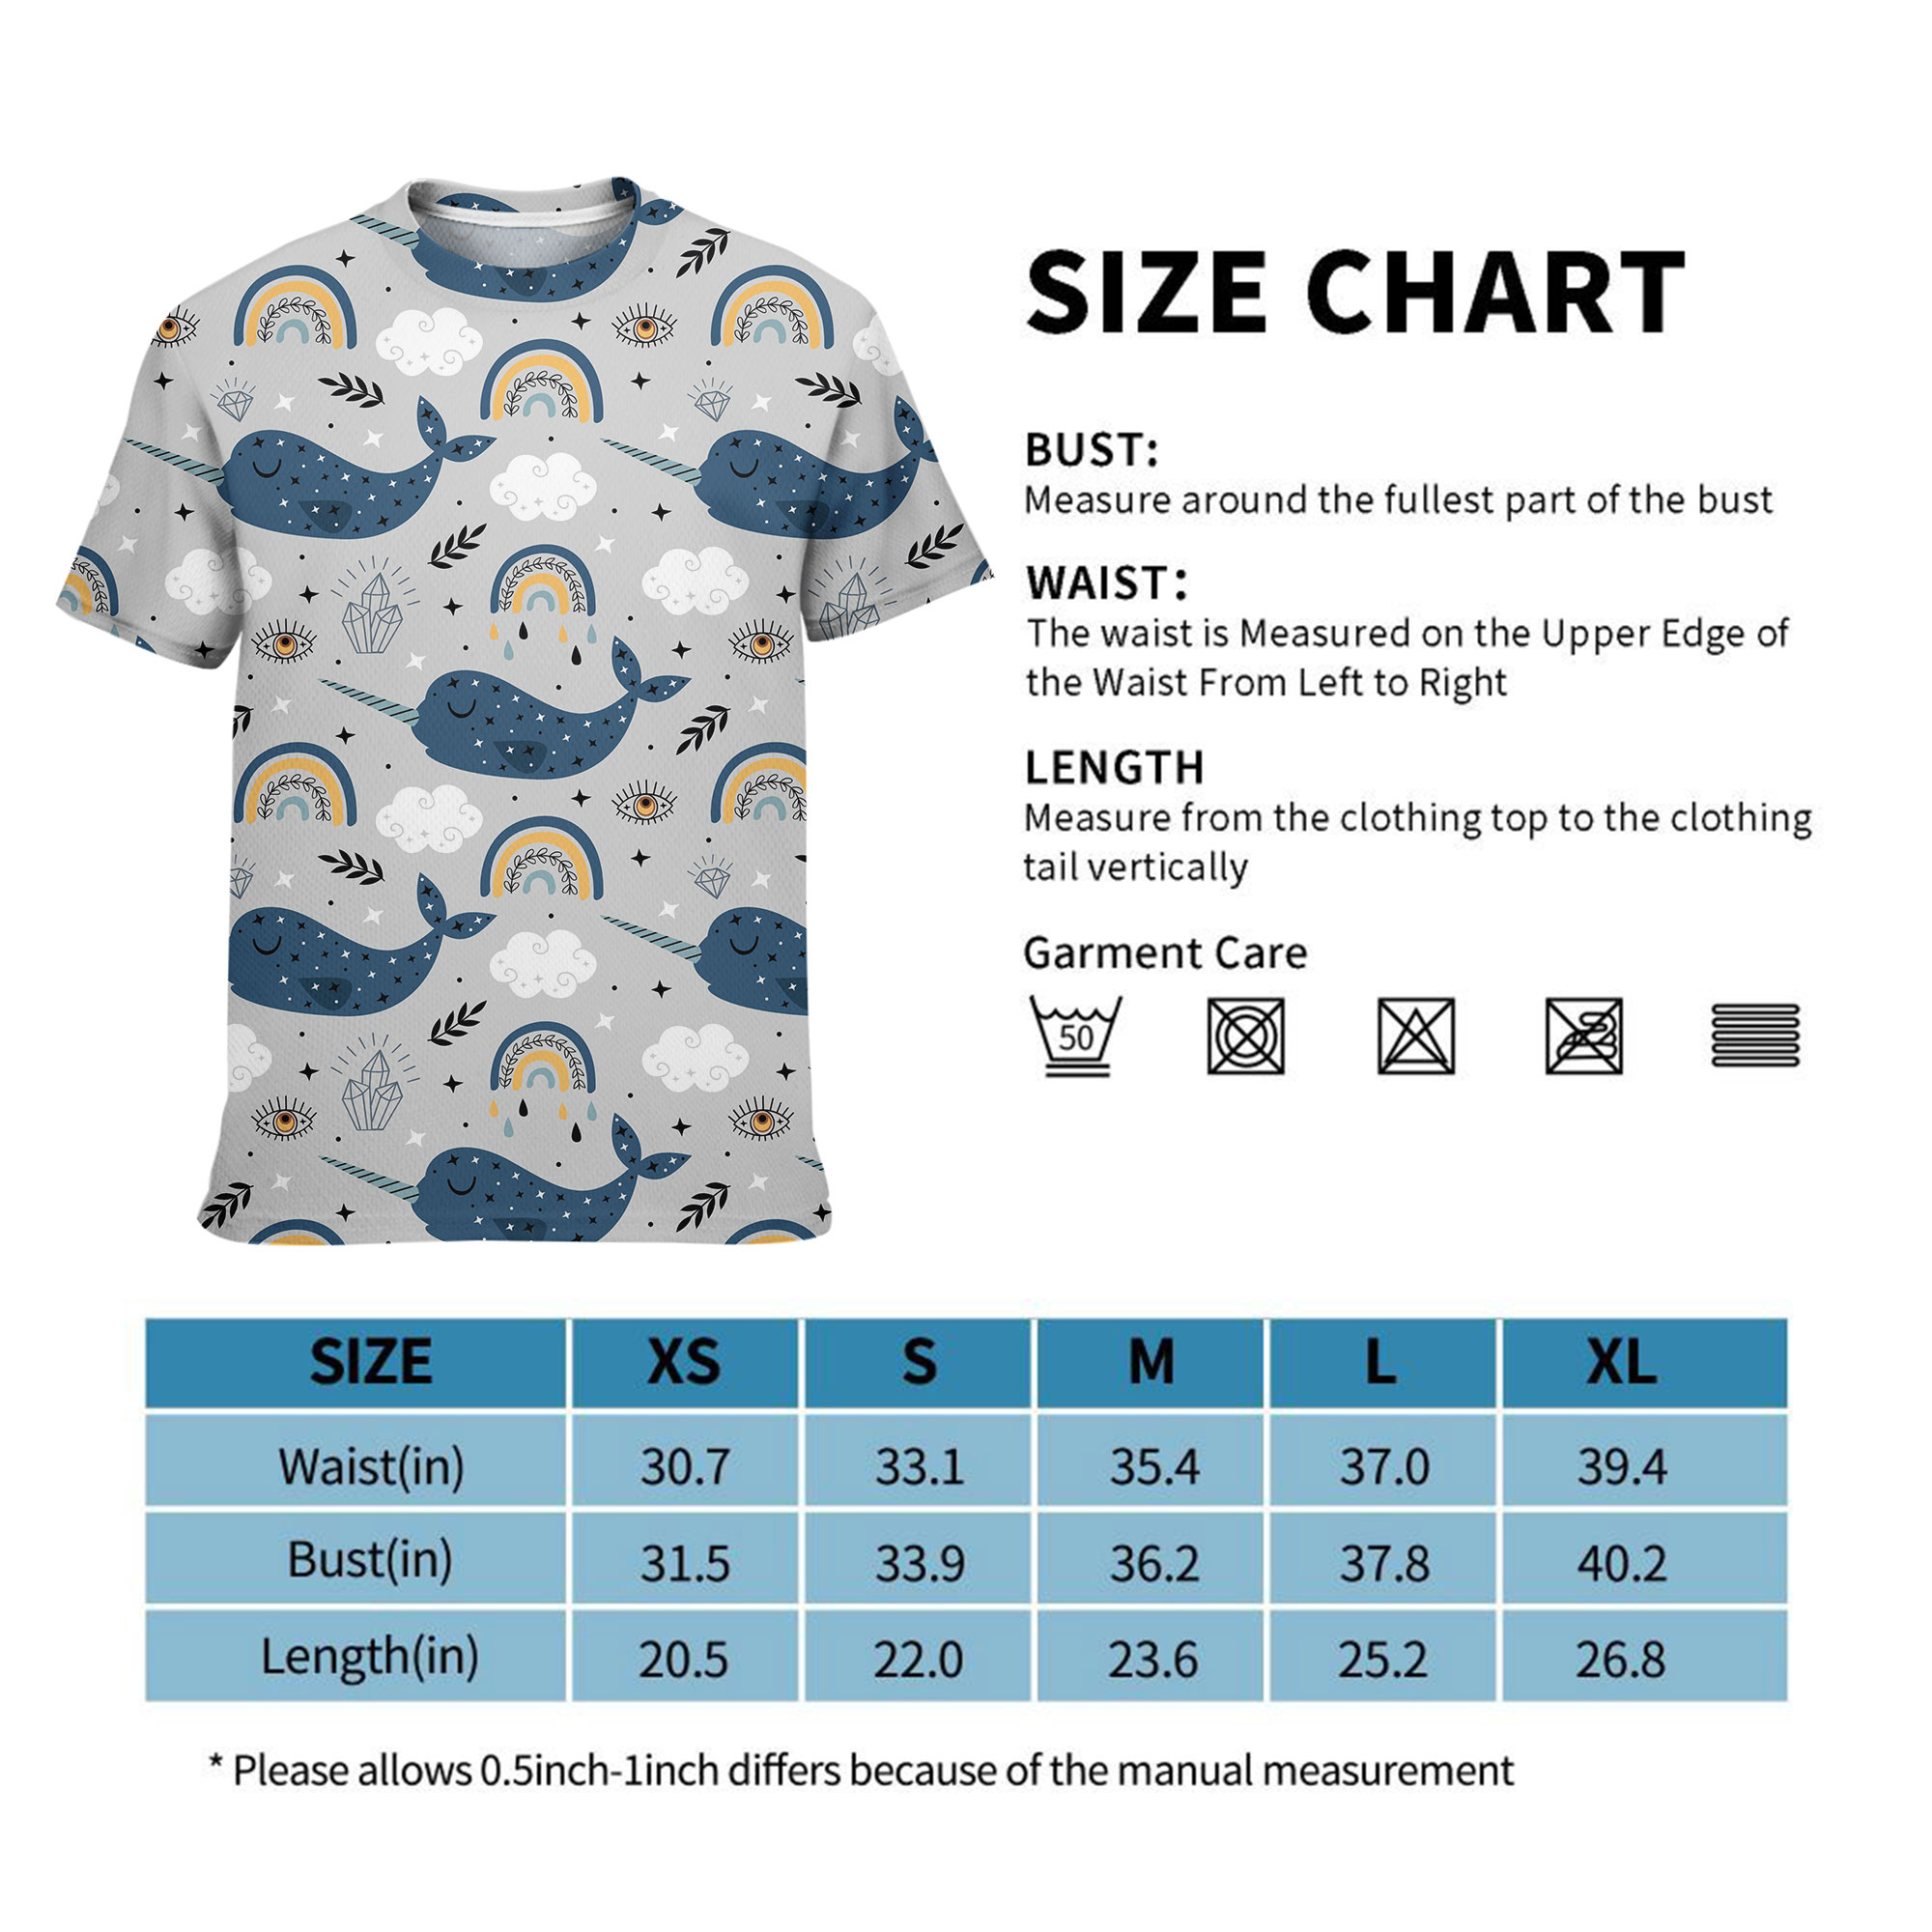 SIZE CHART
BUST:
Measure around the fullest part of the bust
WAIST:
The waist is Measured on the Upper Edge of
the Waist From Left to Right
LENGTH
Measure from the clothing top to the clothing
tail vertically
Garment Care
50
SIZE XS S M L XL
Waist(in) 30.7 33.1 35.4 37.0 39.4
Bust(in) 31.5 33.9 36.2 37.8 40.2
Length(in) 20.5 22.0 23.6 25.2 26.8
* Please allows 0.5inch-1inch differs because of the manual measurement